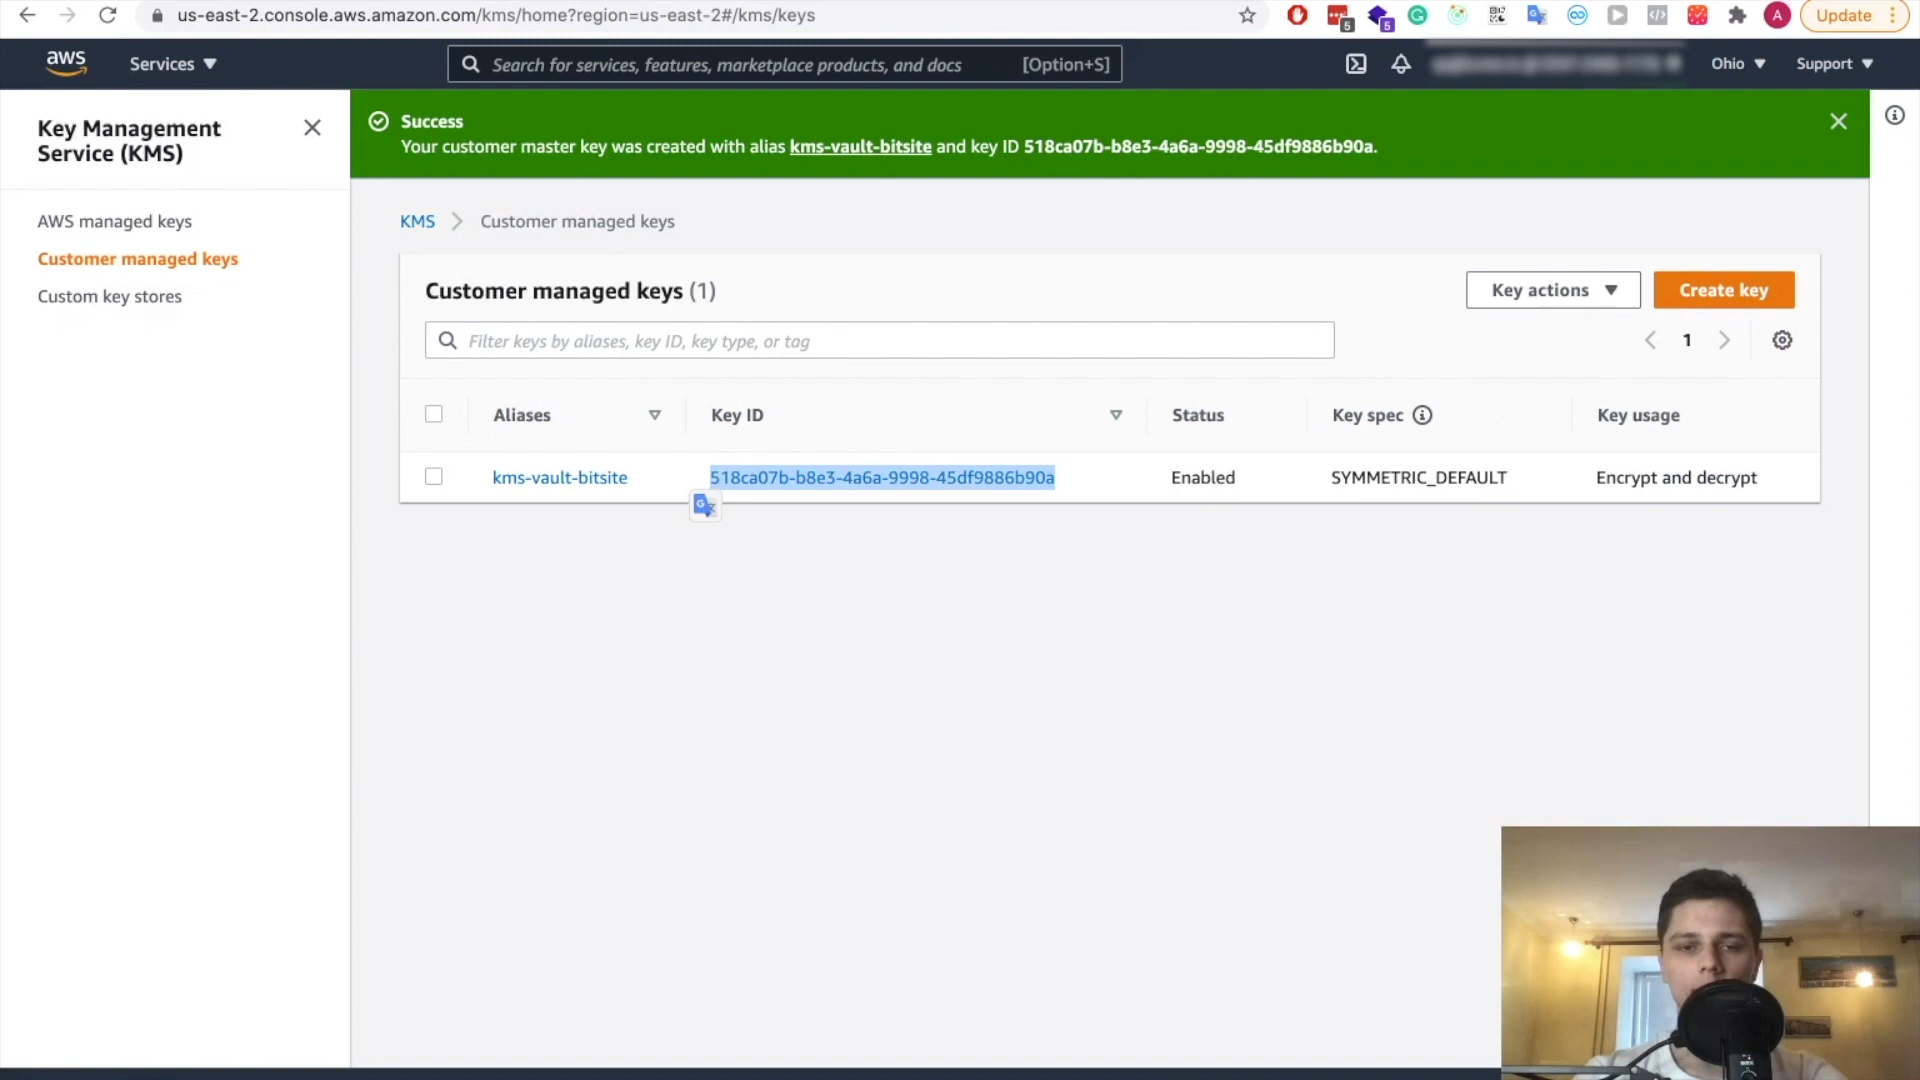 us-east-2.console.aws.amazon.com/kms/home?region=us-east-2#/kms/keys
5
5
A
Update
aws
Services
Search for services, features, marketplace products, and docs
[Option+S]
Ohio
Support
Key Management
Service (KMS)
AWS managed keys
Customer managed keys
Custom key stores
Success
Your customer master key was created with alias kms-vault-bitsite and key ID 518ca07b-b8e3-4a6a-9998-45df9886b90a.
KMS
Customer managed keys
Customer managed keys (1)
Key actions
Create key
Filter keys by aliases, key ID, key type, or tag
1
Aliases
Key ID
Status
Key spec
Key usage
kms-vault-bitsite
518ca07b-b8e3-4a6a-9998-45df9886b90a
Enabled
SYMMETRIC_DEFAULT
Encrypt and decrypt